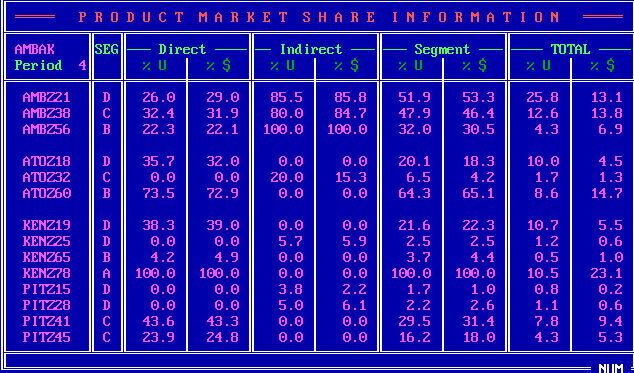 PRODUCT MARKET SHARE INFORMATION
AMBAK SEG Direct Indirect Segment TOTAL
Period 4 % U % $ % U % $ % U % $ % U % $
AMBZ21 D 26.0 29.0 85.5 85.8 51.9 53.3 25.8 13.1
AMBZ38 C 32.4 31.9 80.0 84.7 47.9 46.4 12.6 13.8
AMBZ56 B 22.3 22.1 100.0 100.0 32.0 30.5 4.3 6.9
ATOZ18 D 35.7 32.0 0.0 0.0 20.1 18.3 10.0 4.5
ATOZ32 C 0.0 0.0 20.0 15.3 6.5 4.2 1.7 1.3
ATOZ60 B 73.5 72.9 0.0 0.0 64.3 65.1 8.6 14.7
KENZ19 D 38.3 39.0 0.0 0.0 21.6 22.3 10.7 5.5
KENZ25 D 0.0 0.0 5.7 5.9 2.5 2.5 1.2 0.6
KENZ65 B 4.2 4.9 0.0 0.0 3.7 4.4 0.5 1.0
KENZ78 A 100.0 100.0 0.0 0.0 100.0 100.0 10.5 23.1
PITZ15 D 0.0 0.0 3.8 2.2 1.7 1.0 0.8 0.2
PITZ28 D 0.0 0.0 5.0 6.1 2.2 2.6 1.1 0.6
PITZ41 C 43.6 43.3 0.0 0.0 29.5 31.4 7.8 9.4
PITZ45 C 23.9 24.8 0.0 0.0 16.2 18.0 4.3 5.3
NUM